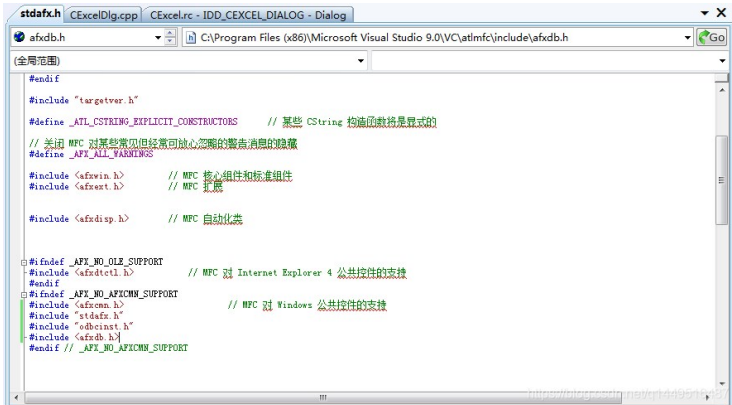 stdafx.h CExcelDlg.cpp CExcel.rc - IDD_CEXCEL_DIALOG - Dialog
afxdb.h C:\Program Files (x86)\Microsoft Visual Studio 9.0\VC\atlmfc\include\afxdb.h Go
(全局范围)
#endif
#include "targetver.h"
#define _ATL_CSTRING_EXPLICIT_CONSTRUCTORS // 某些 CString 构造函数将是显式的
// 关闭 MFC 对某些常见但经常可放心忽略的警告消息的隐藏
#define _AFX_ALL_WARNINGS
#include <afxwin.h> // MFC 核心组件和标准组件
#include <afxext.h> // MFC 扩展
#include <afxdisp.h> // MFC 自动化类
#ifndef _AFX_NO_OLE_SUPPORT
#include <afxdtctl.h> // MFC 对 Internet Explorer 4 公共控件的支持
#endif
#ifndef _AFX_NO_AFXCMN_SUPPORT
#include <afxcmn.h> // MFC 对 Windows 公共控件的支持
#include "stdafx.h"
#include "odbcinst.h"
#include <afxdb.h>
#endif // _AFX_NO_AFXCMN_SUPPORT